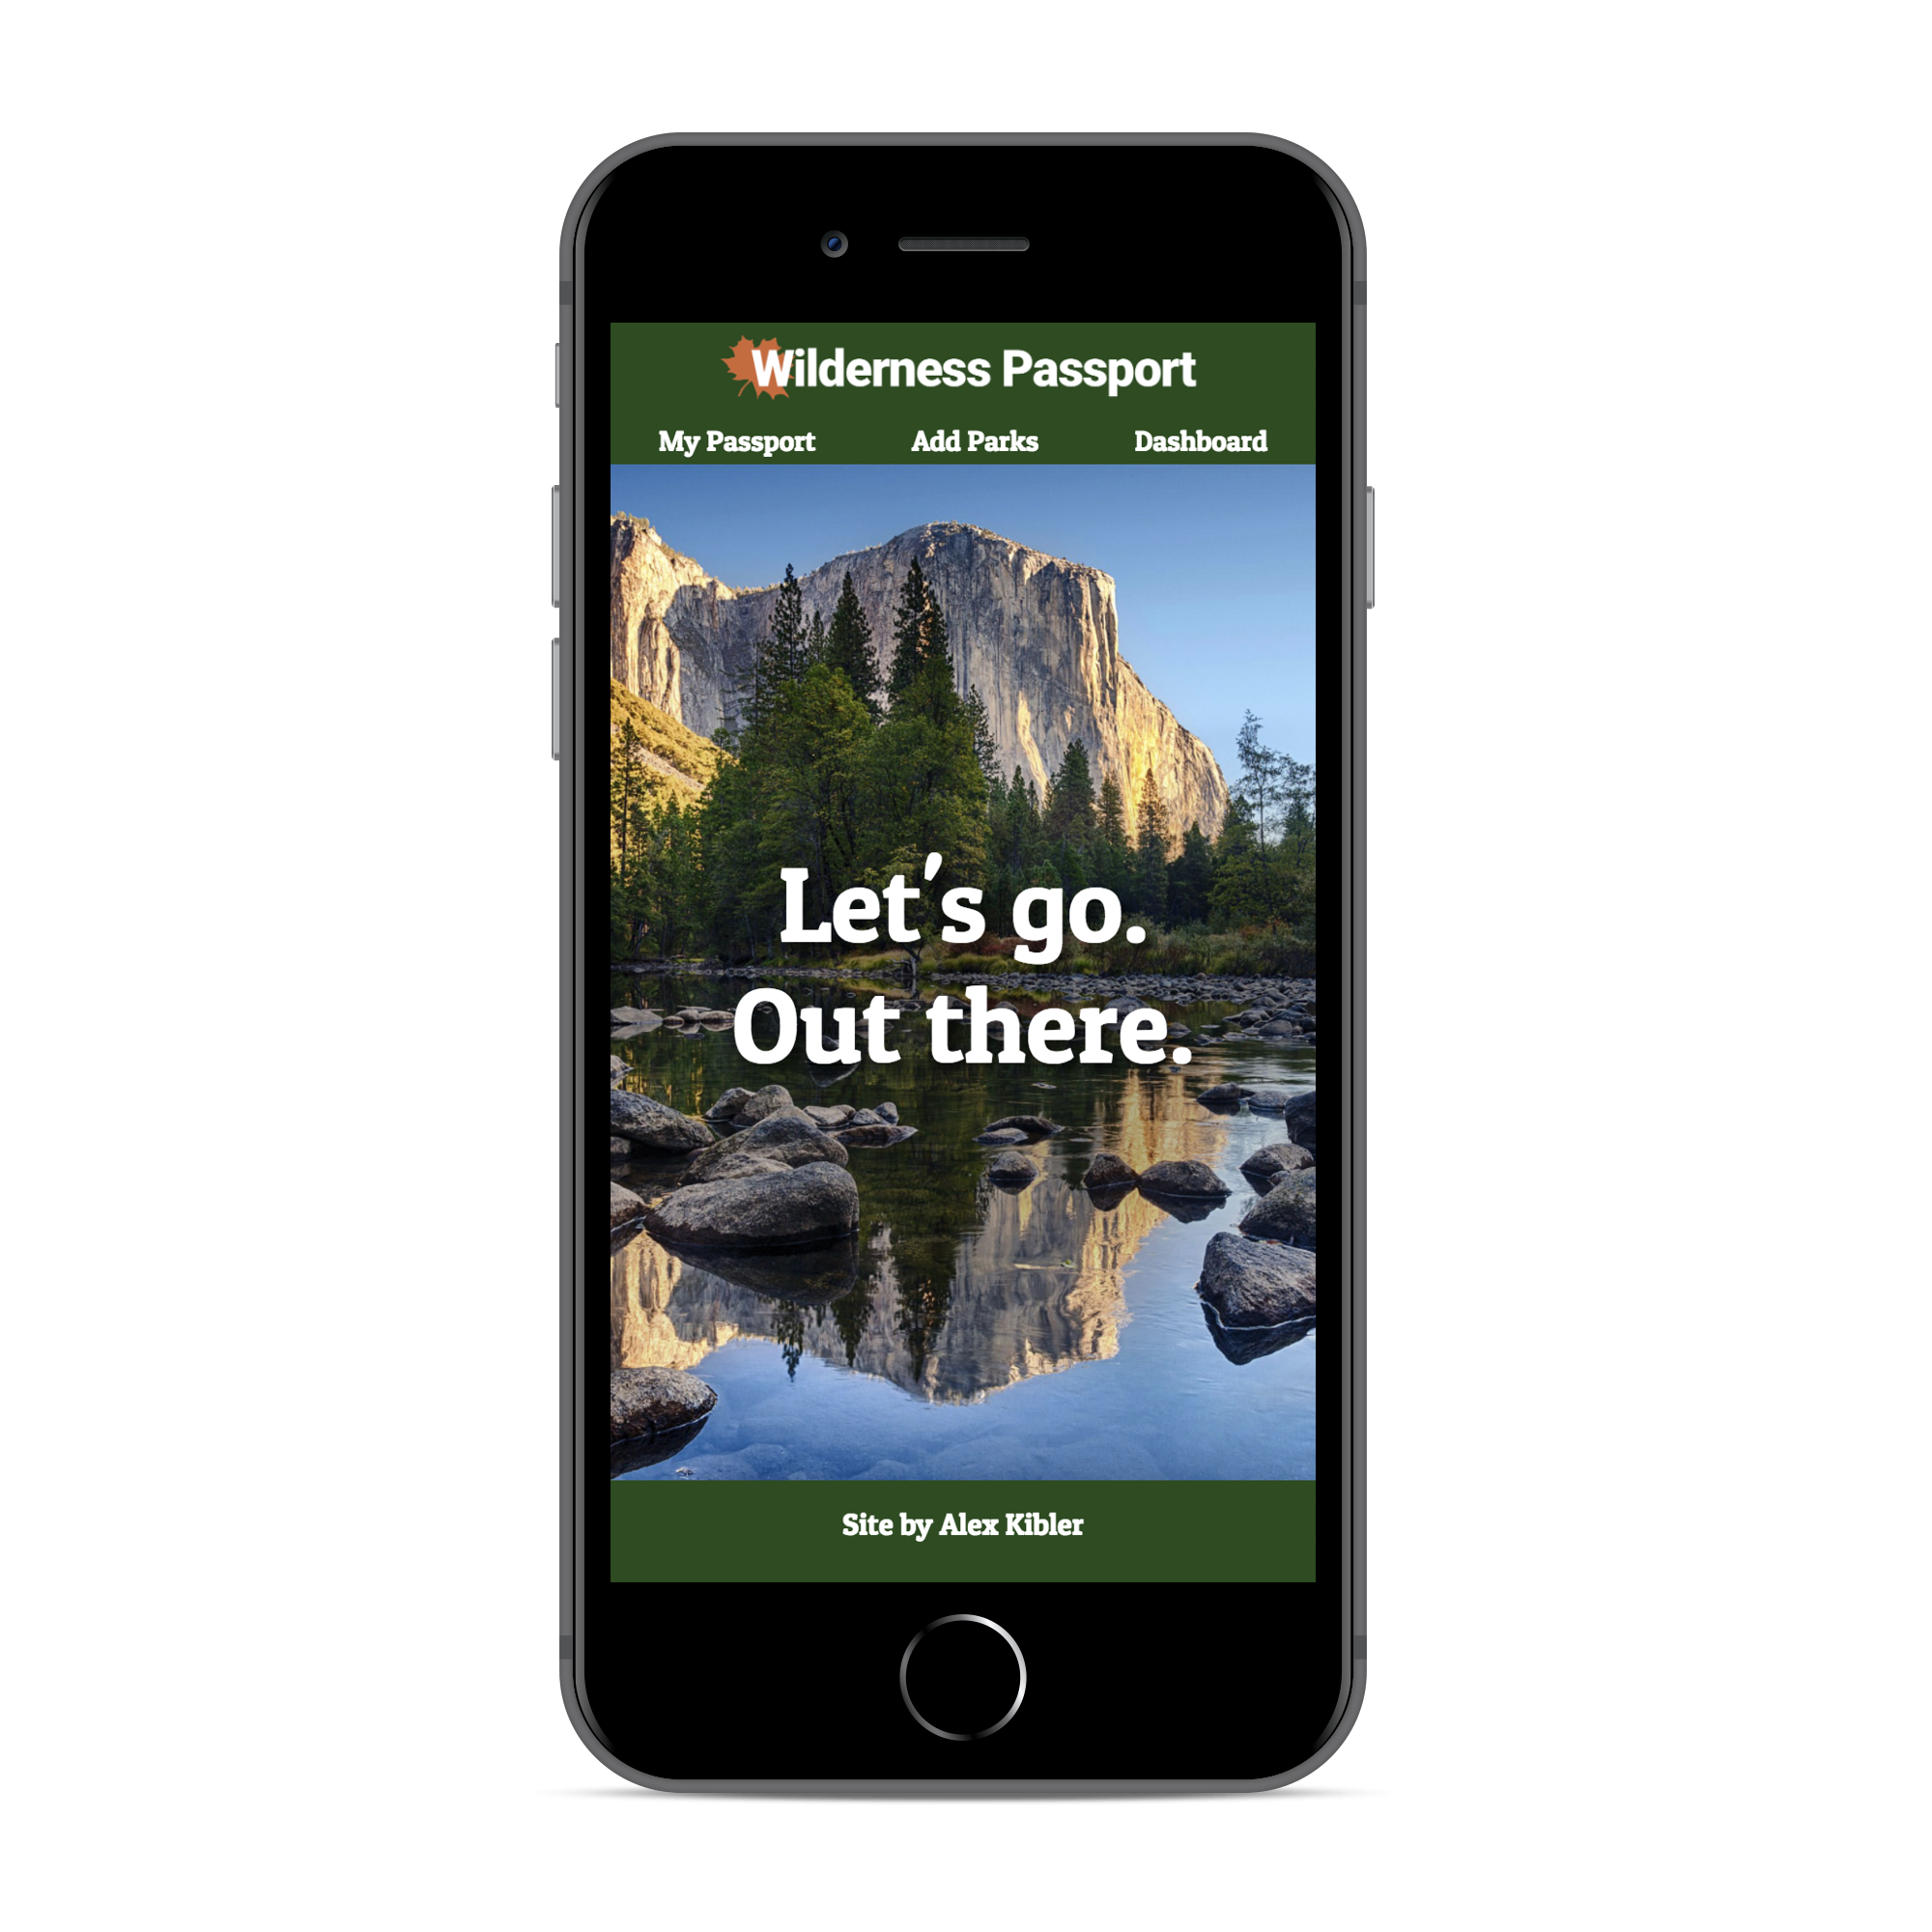 Wilderness Passport
My Passport Add Parks Dashboard
Let's go.
Out there.
Site by Alex Kibler